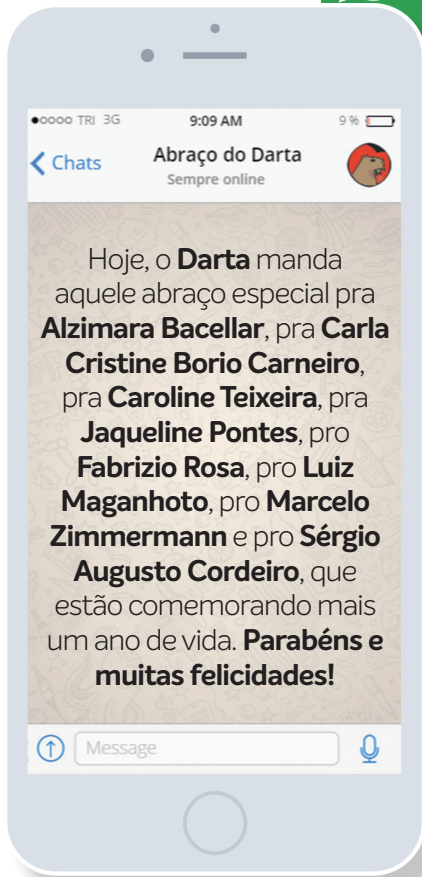 ●oooo TRI 3G 9:09 AM 9 %
Chats Abraço do Darta
Sempre online
Hoje, o Darta manda
aquele abraço especial pra
Alzimara Bacellar, pra Carla
Cristine Borio Carneiro,
pra Caroline Teixeira, pra
Jaqueline Pontes, pro
Fabrizio Rosa, pro Luiz
Maganhoto, pro Marcelo
Zimmermann e pro Sérgio
Augusto Cordeiro, que
estão comemorando mais
um ano de vida. Parabéns e
muitas felicidades!
Message